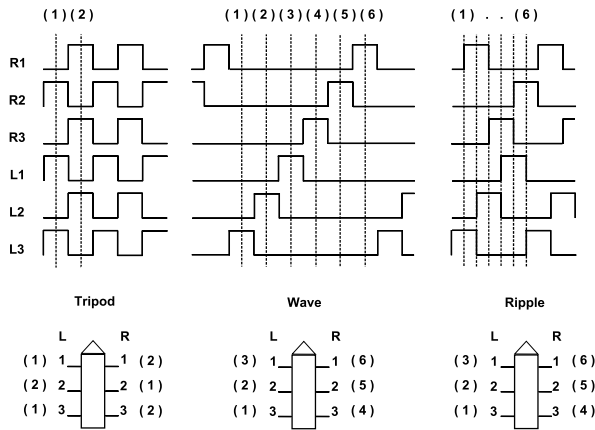 (1) (2) (1) (2) (3) (4) (5) (6) (1) . . (6)
R1
R2
R3
L1
L2
L3
Tripod Wave Ripple
L R L R L R
(1) 1 1 (2) (3) 1 1 (6) (3) 1 1 (6)
(2) 2 2 (1) (2) 2 2 (5) (2) 2 2 (5)
(1) 3 3 (2) (1) 3 3 (4) (1) 3 3 (4)